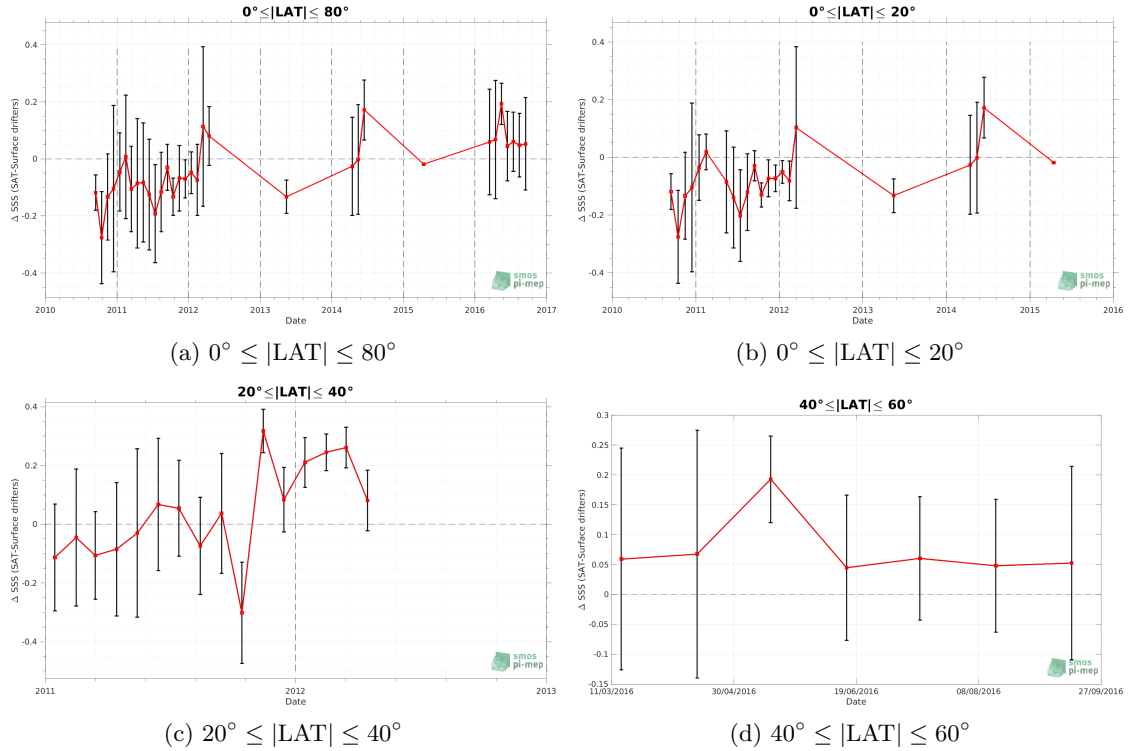 0°≤|LAT|≤ 80°
Δ SSS (SAT-Surface drifters)
0.4
0.2
0
-0.2
-0.4
2010 2011 2012 2013 2014 2015 2016 2017
Date
smos
pi-mep
(a) 0° ≤ |LAT| ≤ 80°
0°≤|LAT|≤ 20°
Δ SSS (SAT-Surface drifters)
0.4
0.2
0
-0.2
-0.4
2010 2011 2012 2013 2014 2015 2016
Date
smos
pi-mep
(b) 0° ≤ |LAT| ≤ 20°
20°≤|LAT|≤ 40°
Δ SSS (SAT-Surface drifters)
0.4
0.2
0
-0.2
-0.4
2011 2012 2013
Date
smos
pi-mep
(c) 20° ≤ |LAT| ≤ 40°
40°≤|LAT|≤ 60°
Δ SSS (SAT-Surface drifters)
0.3
0.25
0.2
0.15
0.1
0.05
0
-0.05
-0.1
-0.15
11/03/2016 30/04/2016 19/06/2016 08/08/2016 27/09/2016
Date
smos
pi-mep
(d) 40° ≤ |LAT| ≤ 60°